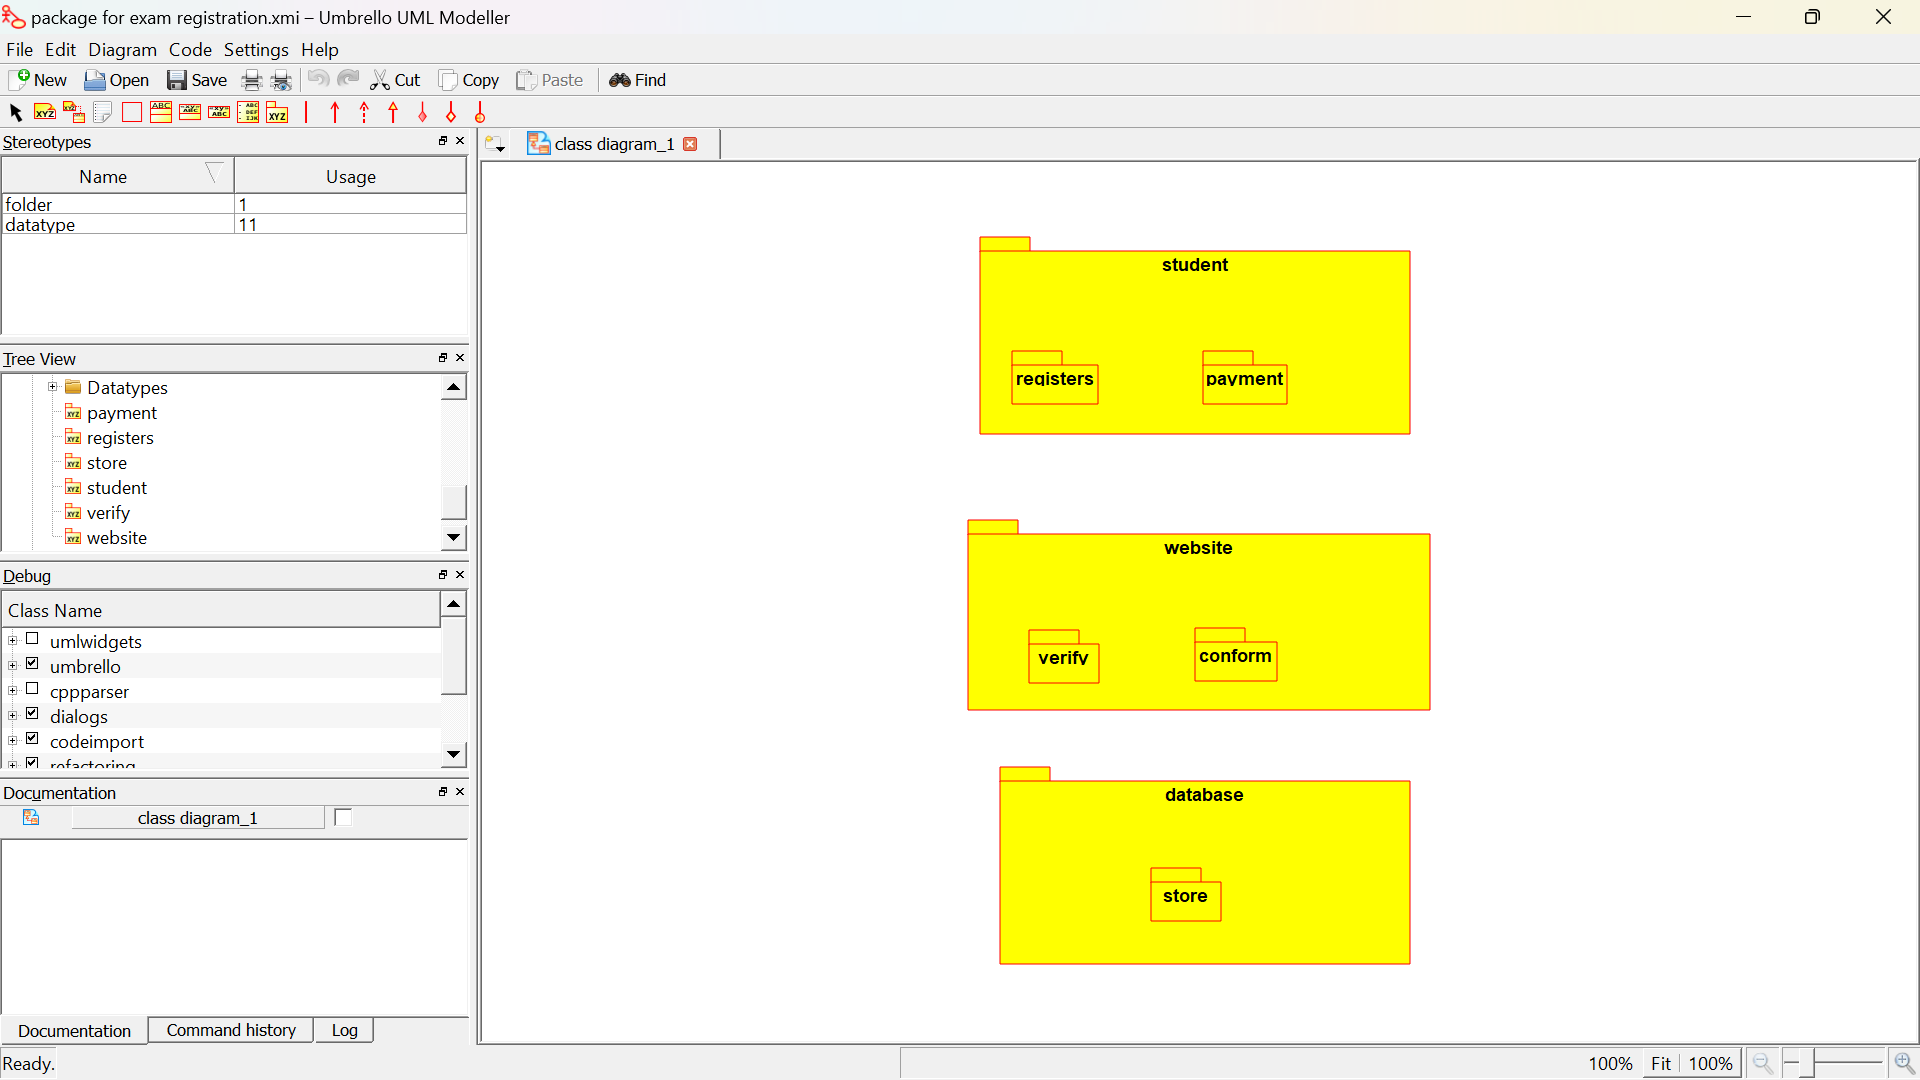 package for exam registration.xmi – Umbrello UML Modeller
File Edit Diagram Code Settings Help
New Open Save Cut Copy Paste Find
Stereotypes
class diagram_1
Name Usage
folder 1
datatype 11
Tree View
Datatypes
payment
registers
store
student
verify
website
Debug
Class Name
umlwidgets
umbrello
cppparser
dialogs
codeimport
refactoring
Documentation
class diagram_1
Documentation Command history Log
Ready.
student
registers payment
website
verify conform
database
store
100% Fit 100%